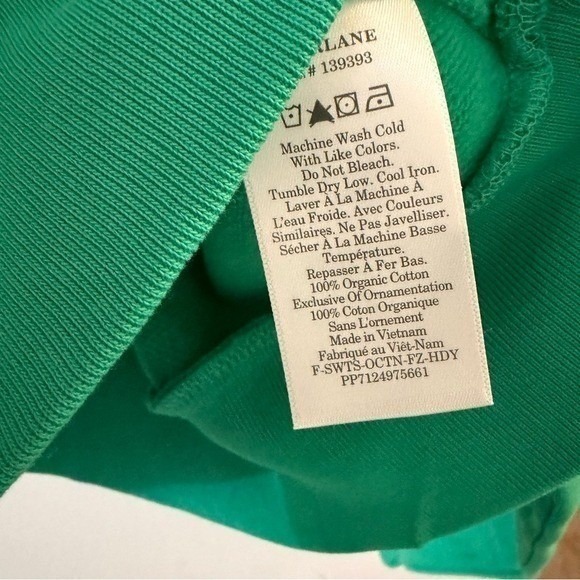 RLANE
# 139393
Machine Wash Cold
With Like Colors.
Do Not Bleach.
Tumble Dry Low. Cool Iron.
Laver À La Machine À
L'eau Froide. Avec Couleurs
Similaires. Ne Pas Javelliser.
Sécher À La Machine Basse
Température.
Repasser À Fer Bas.
100% Organic Cotton
Exclusive Of Ornamentation
100% Coton Organique
Sans L'ornement
Made in Vietnam
Fabriqué au Viêt-Nam
F-SWTS-OCTN-FZ-HDY
PP7124975661